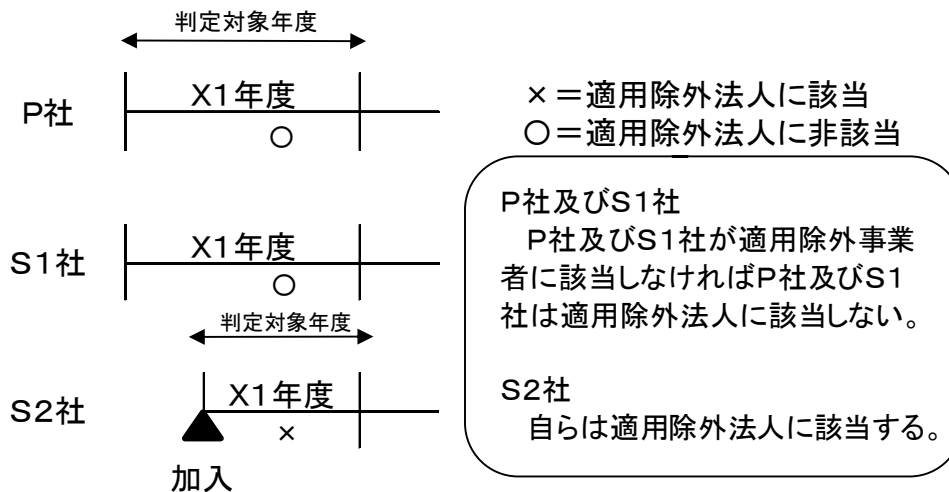 判定対象年度
P社
X1年度
○
×＝適用除外法人に該当
○＝適用除外法人に非該当
S1社
X1年度
○
判定対象年度
S2社
X1年度
×
加入
P社及びS1社
P社及びS1社が適用除外事業
者に該当しなければP社及びS1
社は適用除外法人に該当しない。
S2社
自らは適用除外法人に該当する。